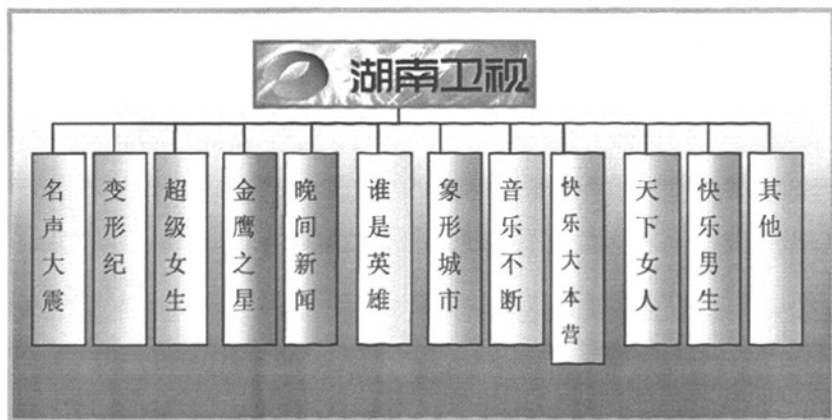 湖南卫视
名声大震
变形纪
超级女生
金鹰之星
晚间新闻
谁是英雄
象形城市
音乐不断
快乐大本营
天下女人
快乐男生
其他